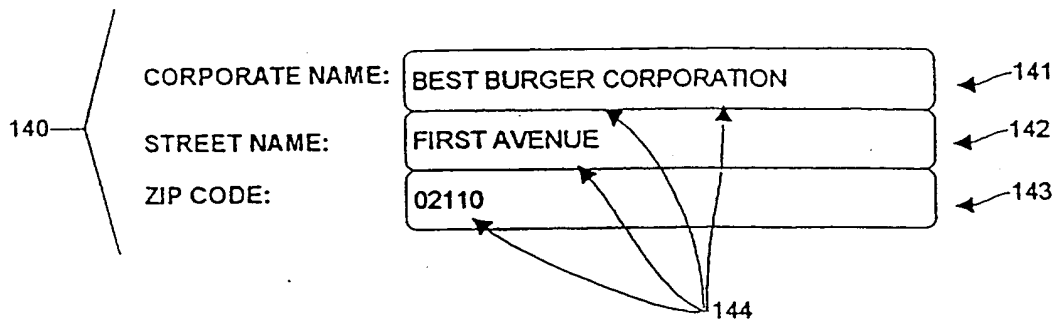 CORPORATE NAME: BEST BURGER CORPORATION 141
140 STREET NAME: FIRST AVENUE 142
ZIP CODE: 02110 143
144